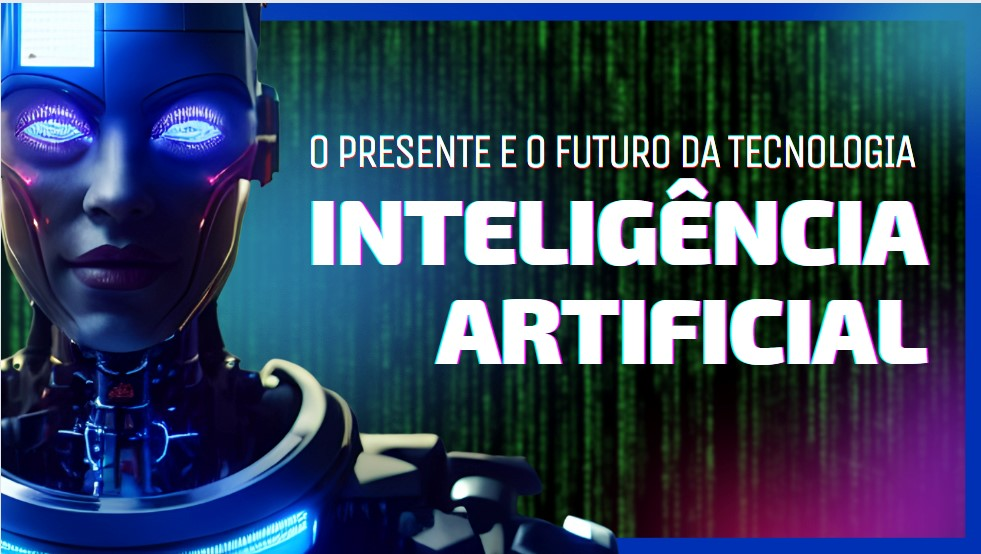 O PRESENTE E O FUTURO DA TECNOLOGIA
INTELIGÊNCIA
ARTIFICIAL